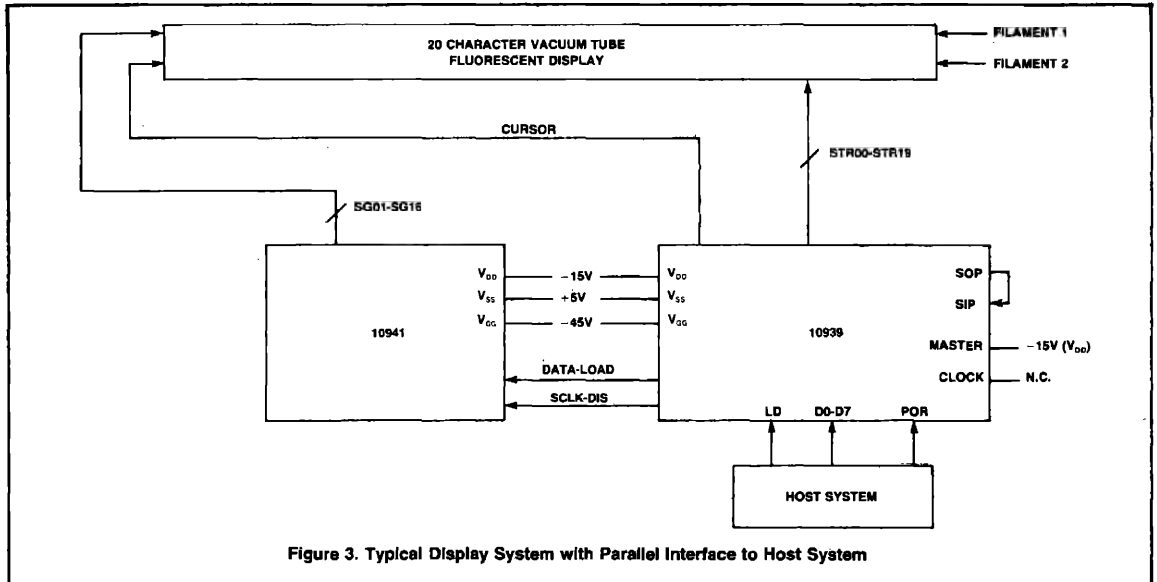 20 CHARACTER VACUUM TUBE
FLUORESCENT DISPLAY
FILAMENT 1
FILAMENT 2
CURSOR
STR00-STR19
SG01-SG16
10941
VDD
VSS
VGG
−15V
+5V
−45V
DATA-LOAD
SCLK-DIS
VDD
VSS
VGG
10939
SOP
SIP
MASTER
−15V (VDD)
CLOCK
N.C.
LD D0-D7 POR
HOST SYSTEM
Figure 3. Typical Display System with Parallel Interface to Host System